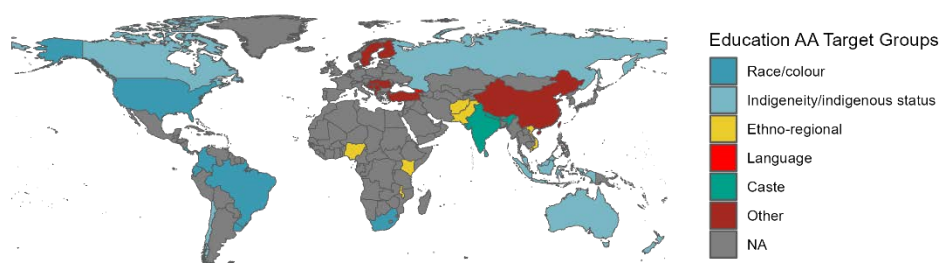 Education AA Target Groups
Race/colour
Indigeneity/indigenous status
Ethno-regional
Language
Caste
Other
NA